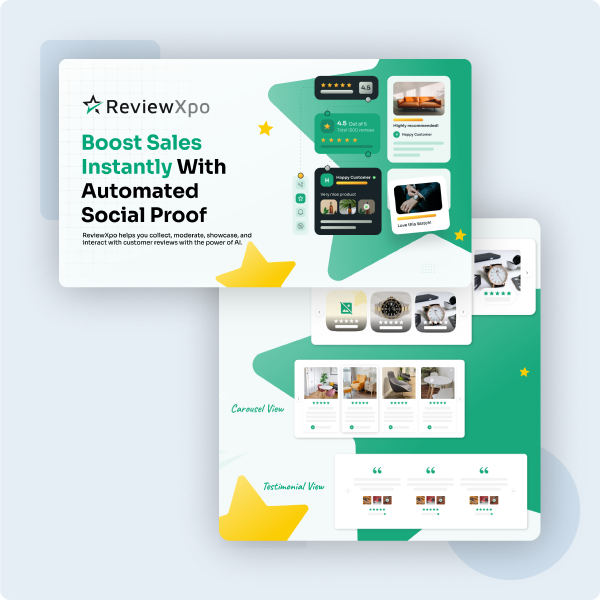 ReviewXpo
Boost Sales
Instantly With
Automated
Social Proof
ReviewXpo helps you collect, moderate, showcase, and
interact with customer reviews with the power of AI.
4.5
4.5 Out of 5
Total 1200 reviews
H
Happy Customer
Very nice product
Highly recommended!
Happy Customer
Love this Store!
Carousel View
Testimonial View